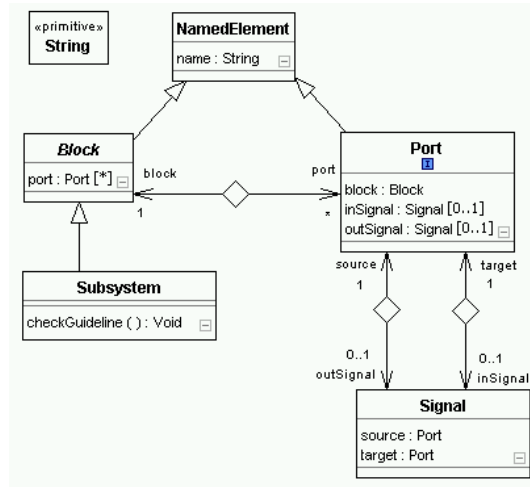 «primitive»
String
NamedElement
name : String
Block
port : Port [*]
block
port
1
*
Port
I
block : Block
inSignal : Signal [0..1]
outSignal : Signal [0..1]
Subsystem
checkGuideline ( ) : Void
source
target
1
1
0..1
0..1
outSignal
inSignal
Signal
source : Port
target : Port